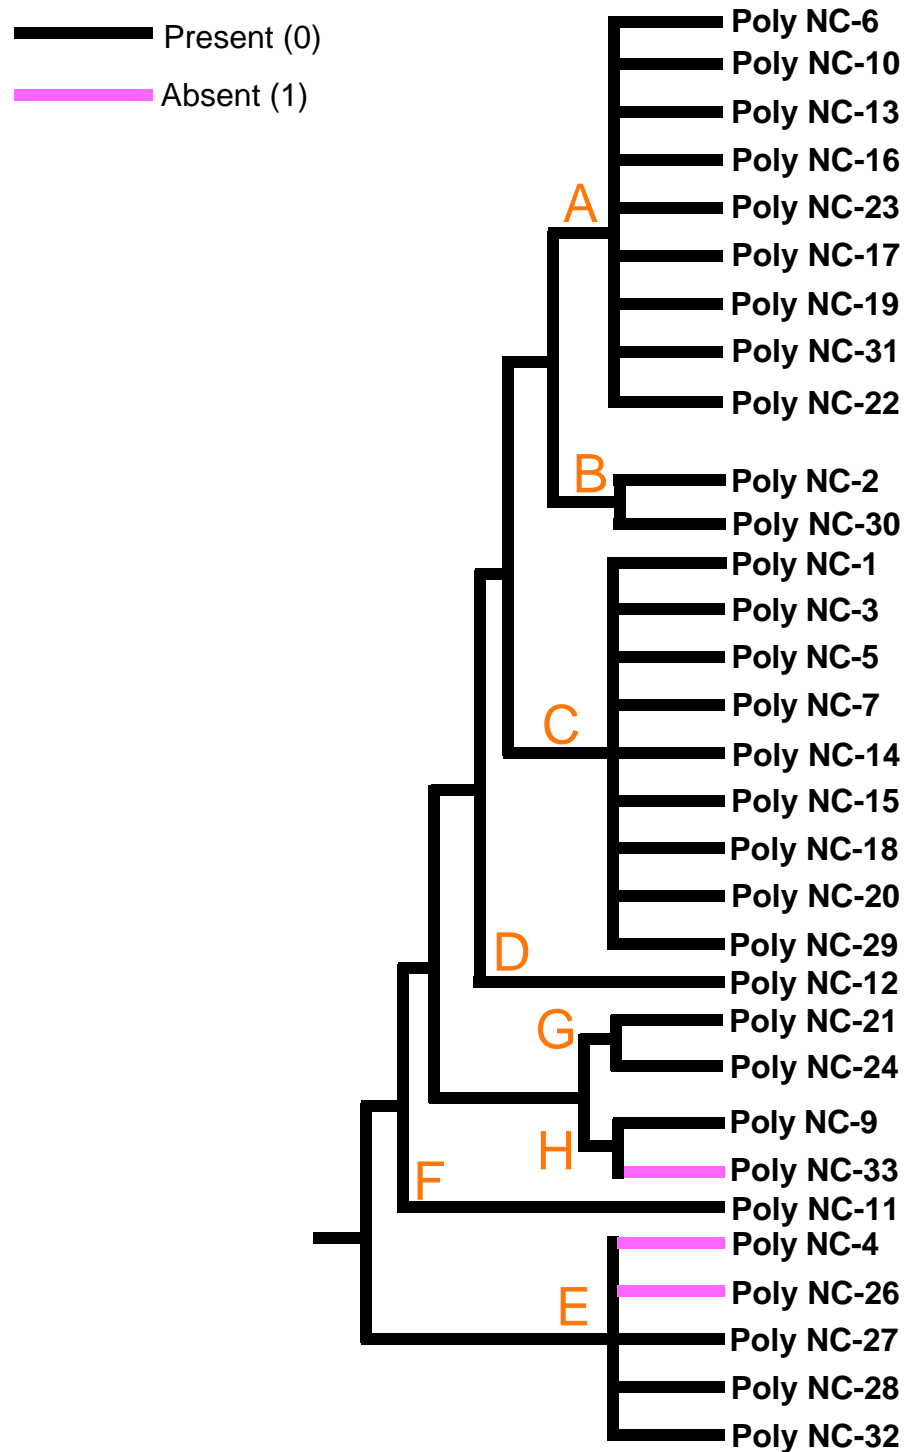 Present (0)
Absent (1)
Poly NC-6
Poly NC-10
Poly NC-13
Poly NC-16
A
Poly NC-23
Poly NC-17
Poly NC-19
Poly NC-31
Poly NC-22
B
Poly NC-2
Poly NC-30
Poly NC-1
Poly NC-3
Poly NC-5
Poly NC-7
C
Poly NC-14
Poly NC-15
Poly NC-18
Poly NC-20
Poly NC-29
D
Poly NC-12
Poly NC-21
G
Poly NC-24
Poly NC-9
H
Poly NC-33
F
Poly NC-11
Poly NC-4
Poly NC-26
E
Poly NC-27
Poly NC-28
Poly NC-32